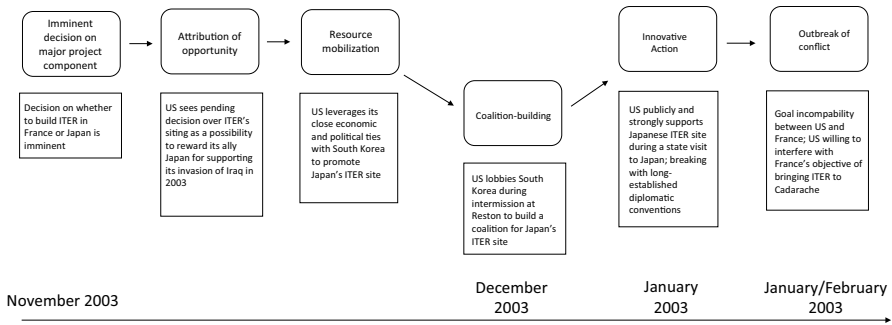 Imminent
decision on
major project
component
Decision on whether
to build ITER in
France or Japan is
imminent
Attribution of
opportunity
US sees pending
decision over ITER's
siting as a possibility
to reward its ally
Japan for supporting
its invasion of Iraq in
2003
Resource
mobilization
US leverages its
close economic
and political ties
with South Korea
to promote
Japan's ITER site
Coalition-building
US lobbies South
Korea during
intermission at
Reston to build a
coalition for Japan's
ITER site
Innovative
Action
US publicly and
strongly supports
Japanese ITER site
during a state visit
to Japan; breaking
with long-
established
diplomatic
conventions
Outbreak of
conflict
Goal incompability
between US and
France; US willing to
interfere with
France's objective of
bringing ITER to
Cadarache
November 2003
December
2003
January
2003
January/February
2003